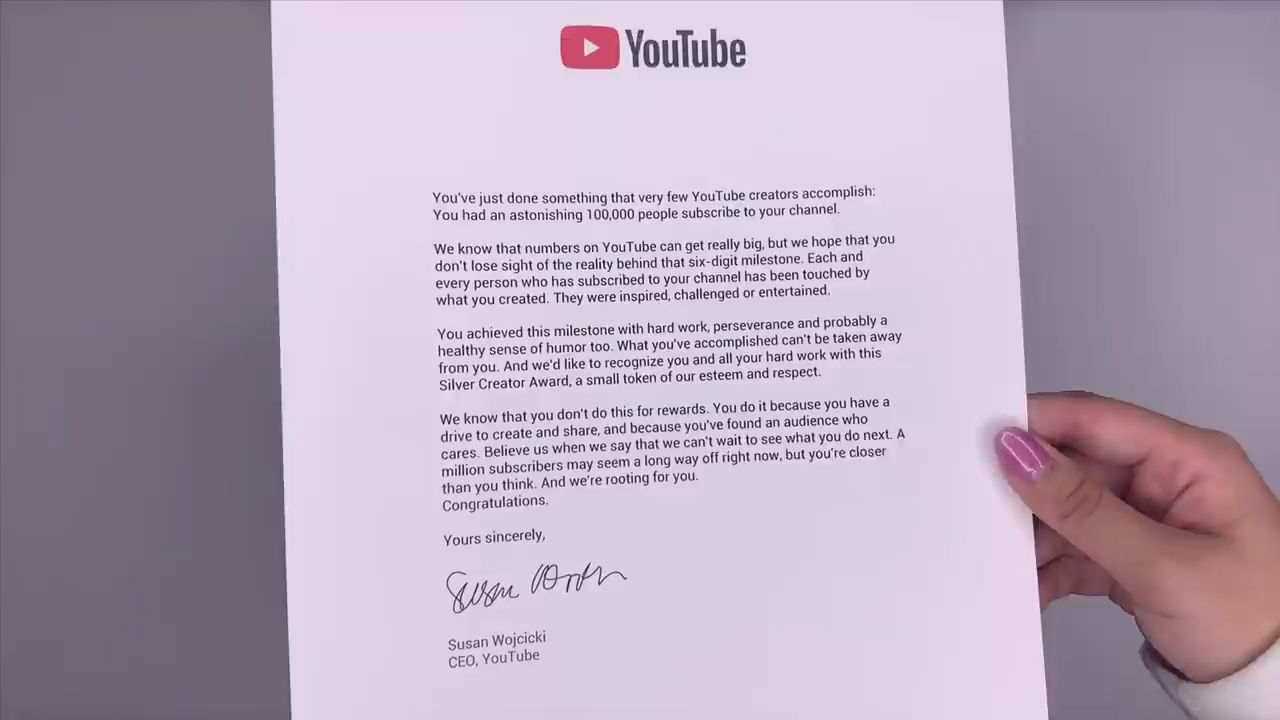 YouTube
You've just done something that very few YouTube creators accomplish:
You had an astonishing 100,000 people subscribe to your channel.
We know that numbers on YouTube can get really big, but we hope that you
don't lose sight of the reality behind that six-digit milestone. Each and
every person who has subscribed to your channel has been touched by
what you created. They were inspired, challenged or entertained.
You achieved this milestone with hard work, perseverance and probably a
healthy sense of humor too. What you've accomplished can't be taken away
from you. And we'd like to recognize you and all your hard work with this
Silver Creator Award, a small token of our esteem and respect.
We know that you don't do this for rewards. You do it because you have a
drive to create and share, and because you've found an audience who
cares. Believe us when we say that we can't wait to see what you do next. A
million subscribers may seem a long way off right now, but you're closer
than you think. And we're rooting for you.
Congratulations.
Yours sincerely,
Susan Wojcicki
CEO, YouTube